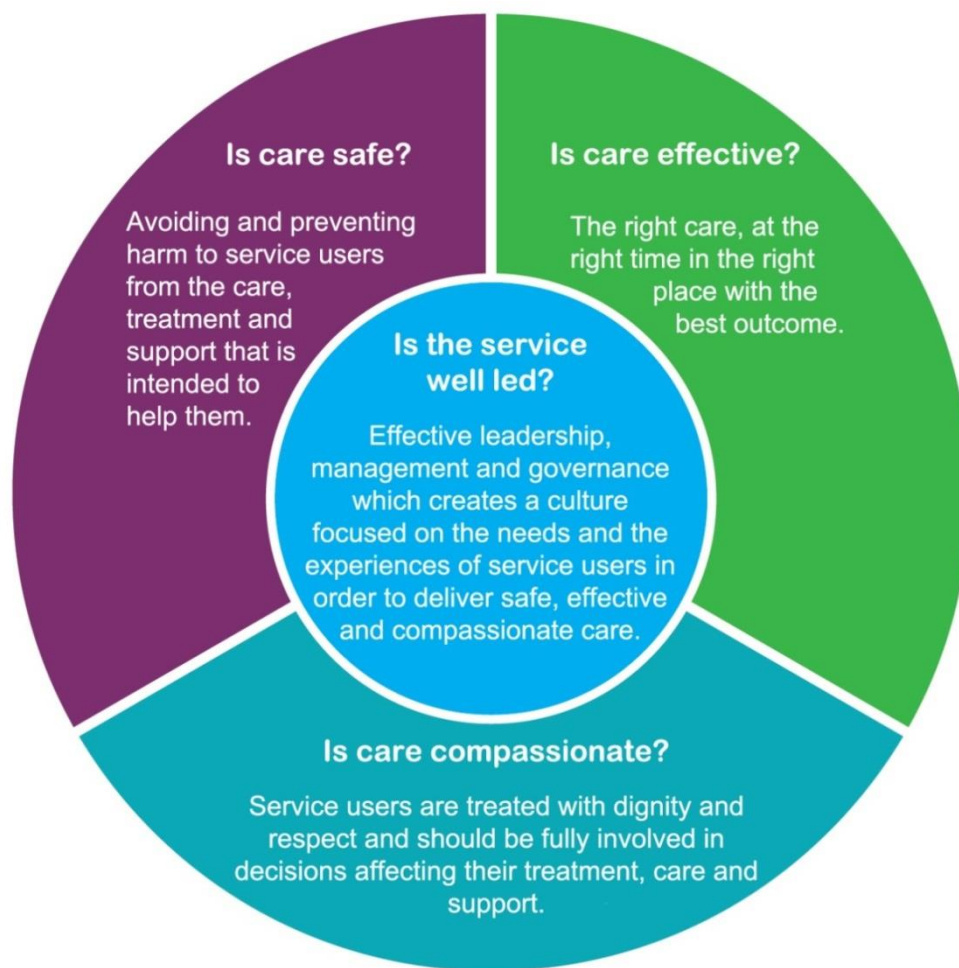 Is care safe?
Avoiding and preventing
harm to service users
from the care,
treatment and
support that is
intended to
help them.
Is care effective?
The right care, at the
right time in the right
place with the
best outcome.
Is the service
well led?
Effective leadership,
management and governance
which creates a culture
focused on the needs and the
experiences of service users in
order to deliver safe, effective
and compassionate care.
Is care compassionate?
Service users are treated with dignity and
respect and should be fully involved in
decisions affecting their treatment, care and
support.